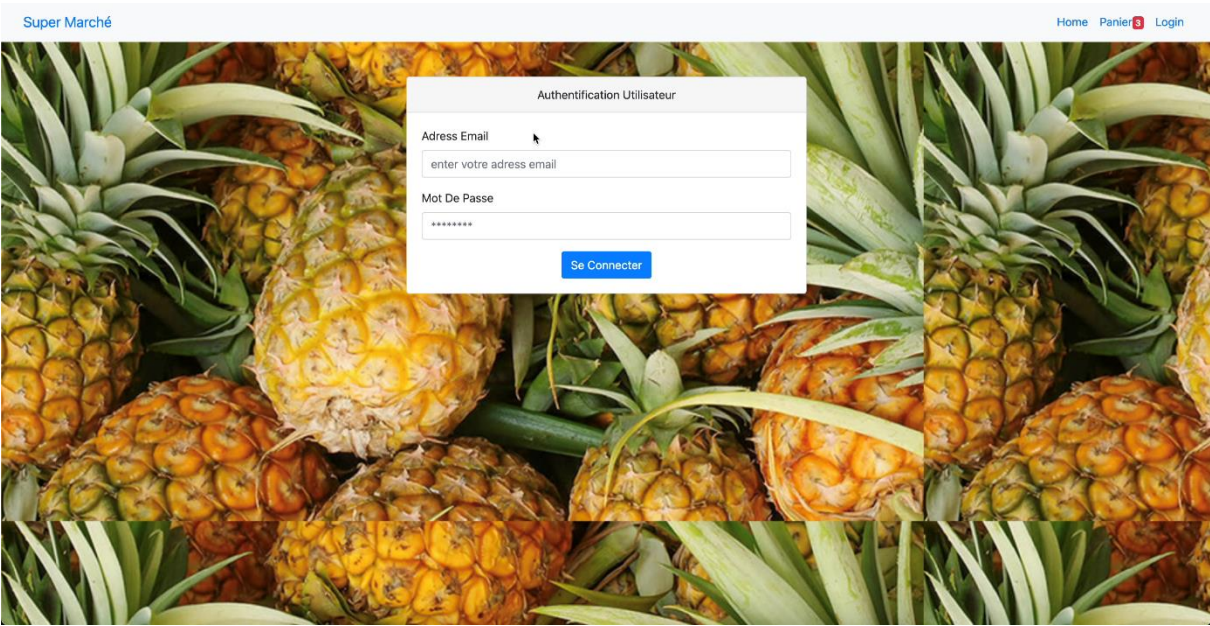 Super Marché
Home Panier 3 Login
Authentification Utilisateur
Adress Email
enter votre adress email
Mot De Passe
********
Se Connecter